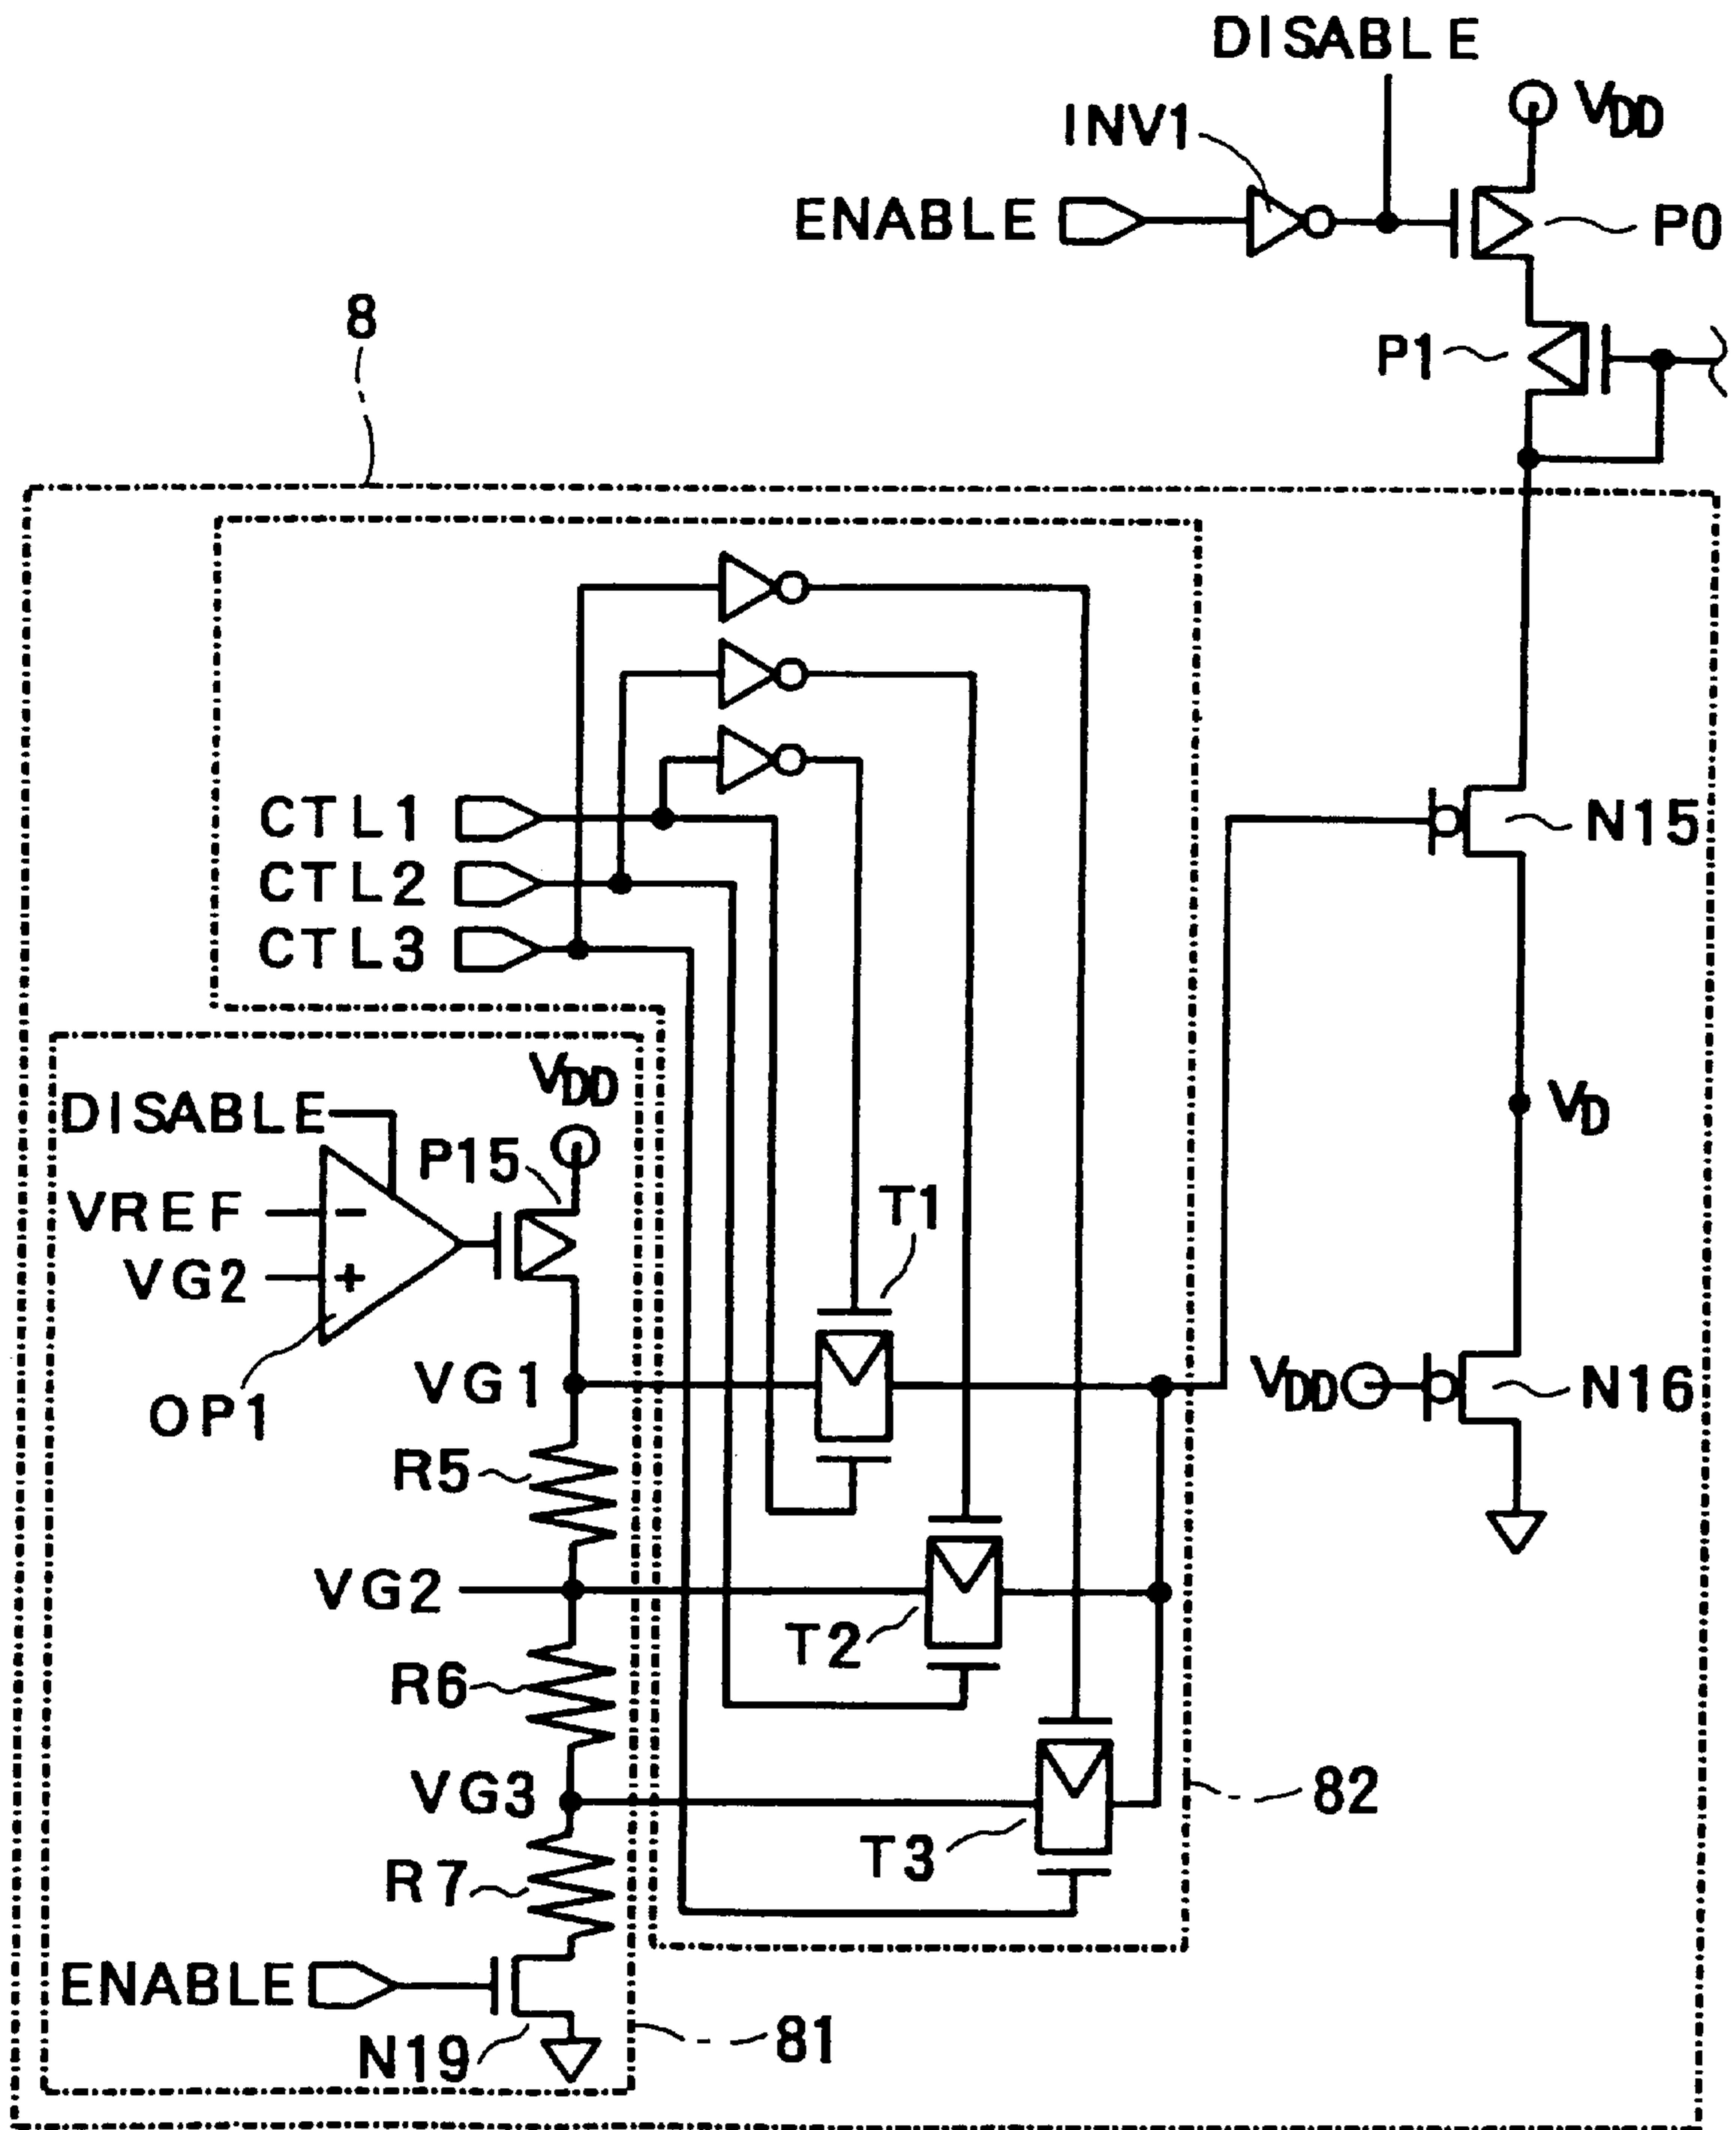 DISABLE
INV1
VDD
ENABLE
P0
8
P1
CTL1
N15
CTL2
CTL3
VDD
DISABLE
VD
P15
VREF
T1
VG2
VG1
VDD
N16
OP1
R5
VG2
T2
R6
VG3
82
T3
R7
ENABLE
81
N19